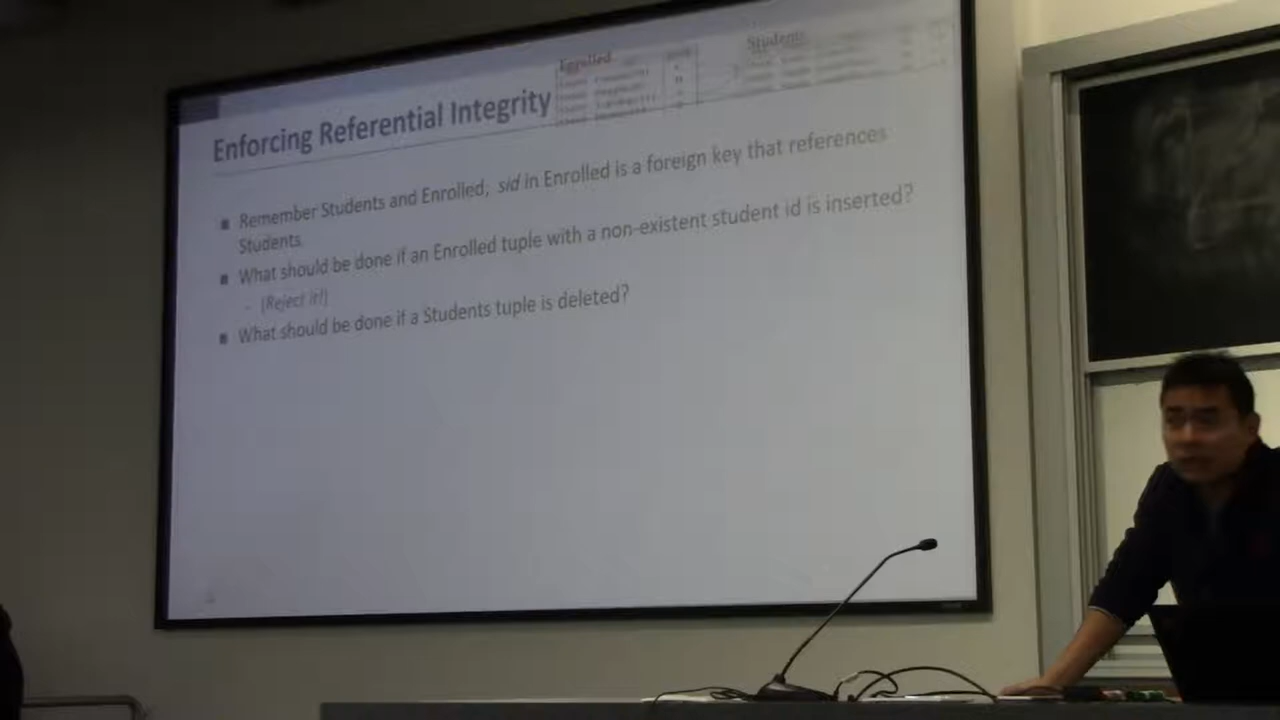 Enrolled
Students
Enforcing Referential Integrity
Remember Students and Enrolled; sid in Enrolled is a foreign key that references
Students.
What should be done if an Enrolled tuple with a non-existent student id is inserted?
- (Reject it!)
What should be done if a Students tuple is deleted?